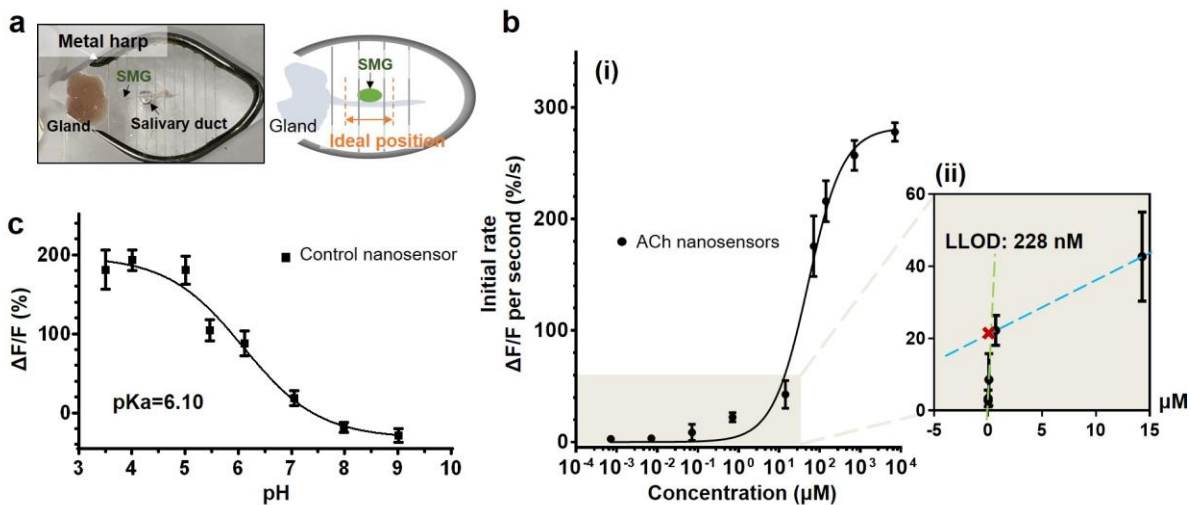 a
Metal harp
SMG
Gland
Salivary duct
SMG
Gland
Ideal position
b
(i)
300
200
100
0
Initial rate
ΔF/F per second (%/s)
ACh nanosensors
10⁻⁴ 10⁻³ 10⁻² 10⁻¹ 10⁰ 10¹ 10² 10³ 10⁴
Concentration (µM)
(ii)
60
40
20
0
LLOD: 228 nM
µM
-5 0 5 10 15
c
200
100
0
ΔF/F (%)
Control nanosensor
pKa=6.10
3 4 5 6 7 8 9 10
pH